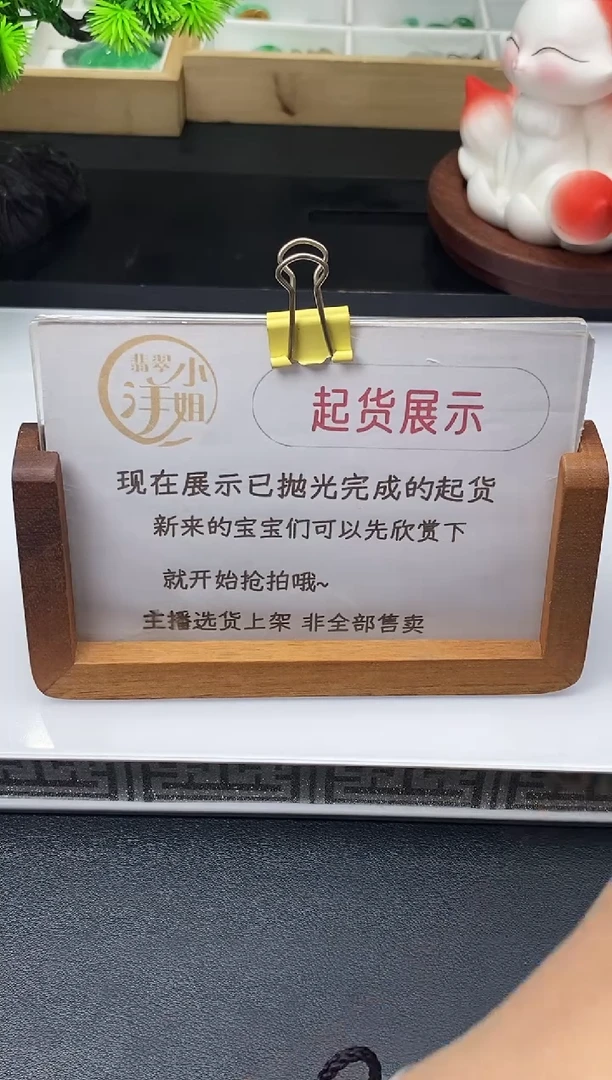 翡翠
小洋姐
起货展示
现在展示已抛光完成的起货
新来的宝宝们可以先欣赏下
就开始抢拍哦~
主播选货上架 非全部售卖